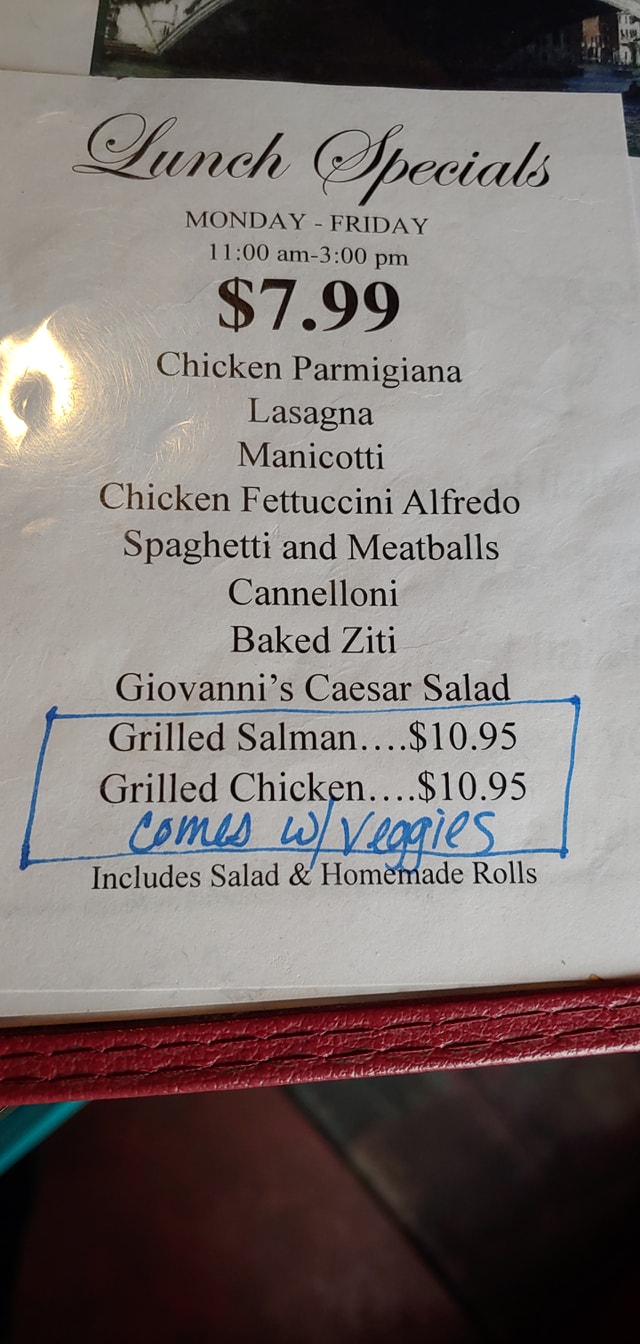 Lunch Specials
MONDAY - FRIDAY
11:00 am-3:00 pm
$7.99
Chicken Parmigiana
Lasagna
Manicotti
Chicken Fettuccini Alfredo
Spaghetti and Meatballs
Cannelloni
Baked Ziti
Giovanni's Caesar Salad
Grilled Salman....$10.95
Grilled Chicken....$10.95
comes w/ veggies
Includes Salad & Homemade Rolls